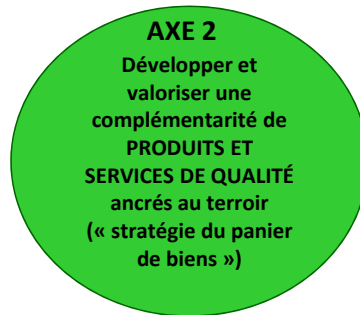 AXE 2
Développer et
valoriser une
complémentarité de
PRODUITS ET
SERVICES DE QUALITÉ
ancrés au terroir
(« stratégie du panier
de biens »)